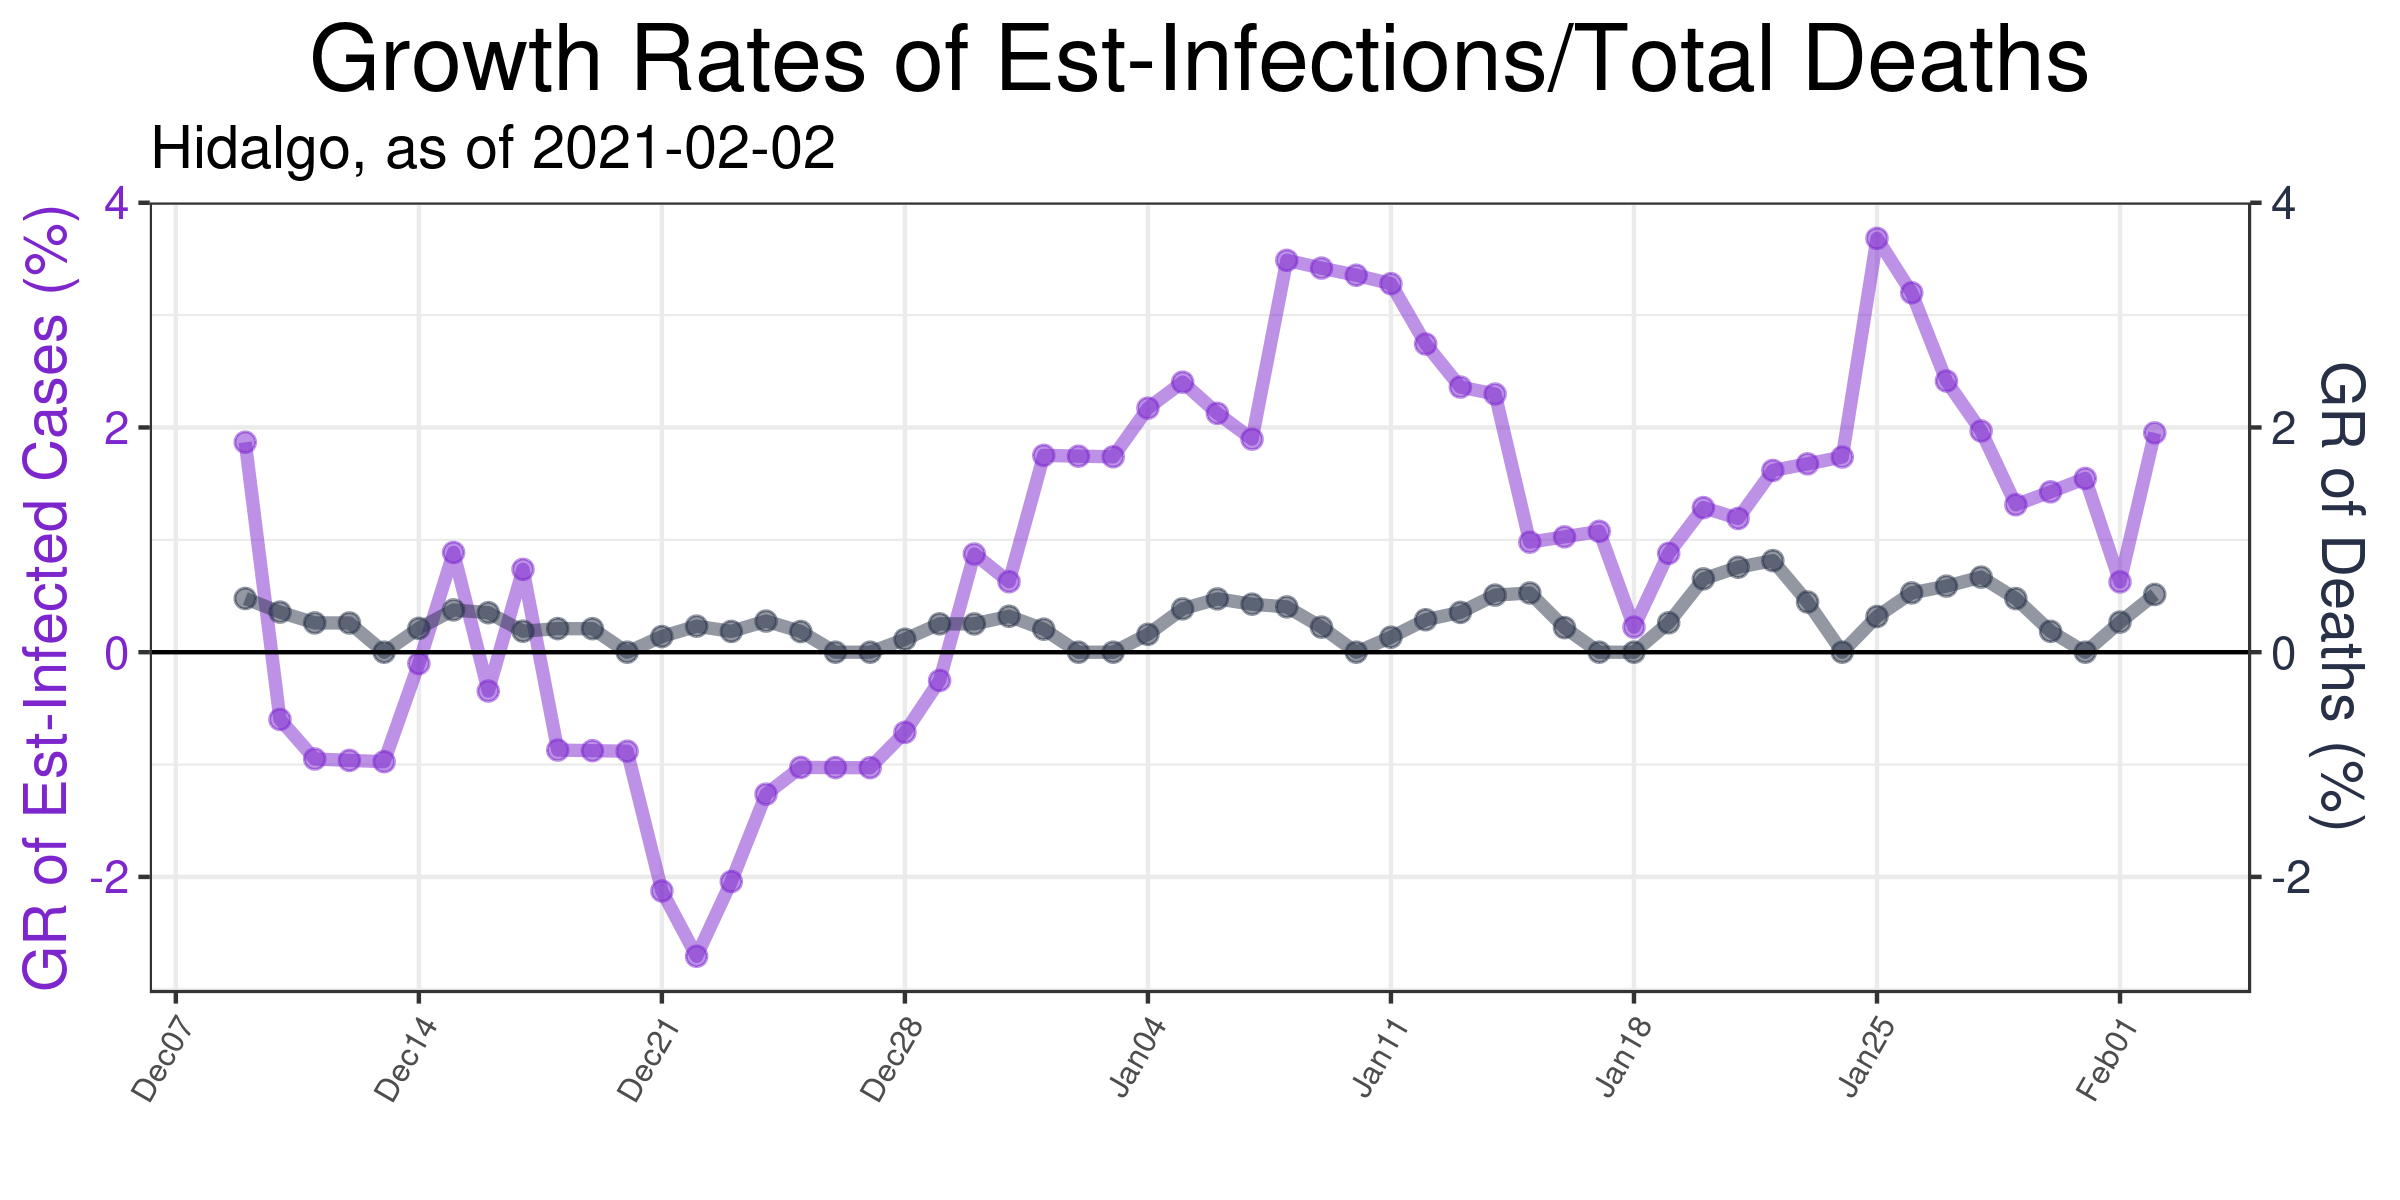 Growth Rates of Est-Infections/Total Deaths
Hidalgo, as of 2021-02-02
GR of Est-Infected Cases (%)
4
2
0
-2
4
2
0
-2
GR of Deaths (%)
Dec07
Dec14
Dec21
Dec28
Jan04
Jan11
Jan18
Jan25
Feb01